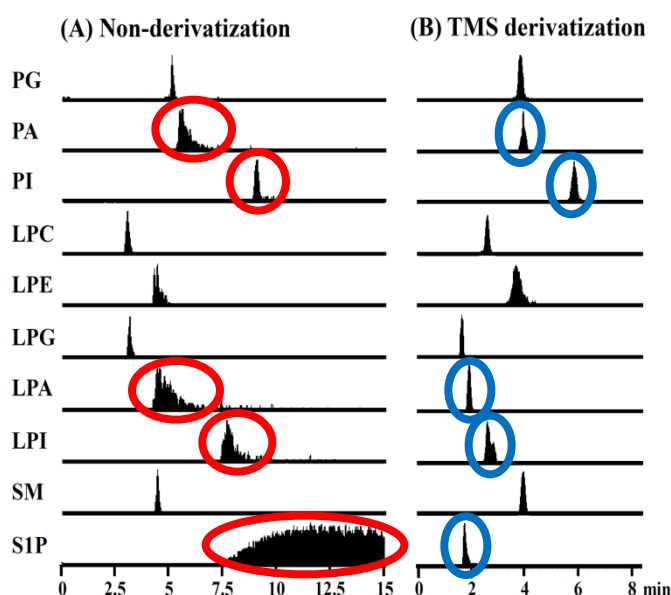 (A) Non-derivatization (B) TMS derivatization
PG
PA
PI
LPC
LPE
LPG
LPA
LPI
SM
S1P
0 2.5 5 7.5 10 12.5 15 0 2 4 6 8 min